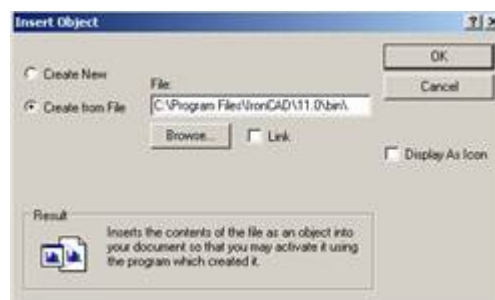 Insert Object
Create New
Create from File
File:
C:\Program Files\IronCAD\11.0\bin\
Browse...
Link
OK
Cancel
Display As Icon
Result
Inserts the contents of the file as an object into
your document so that you may activate it using
the program which created it.